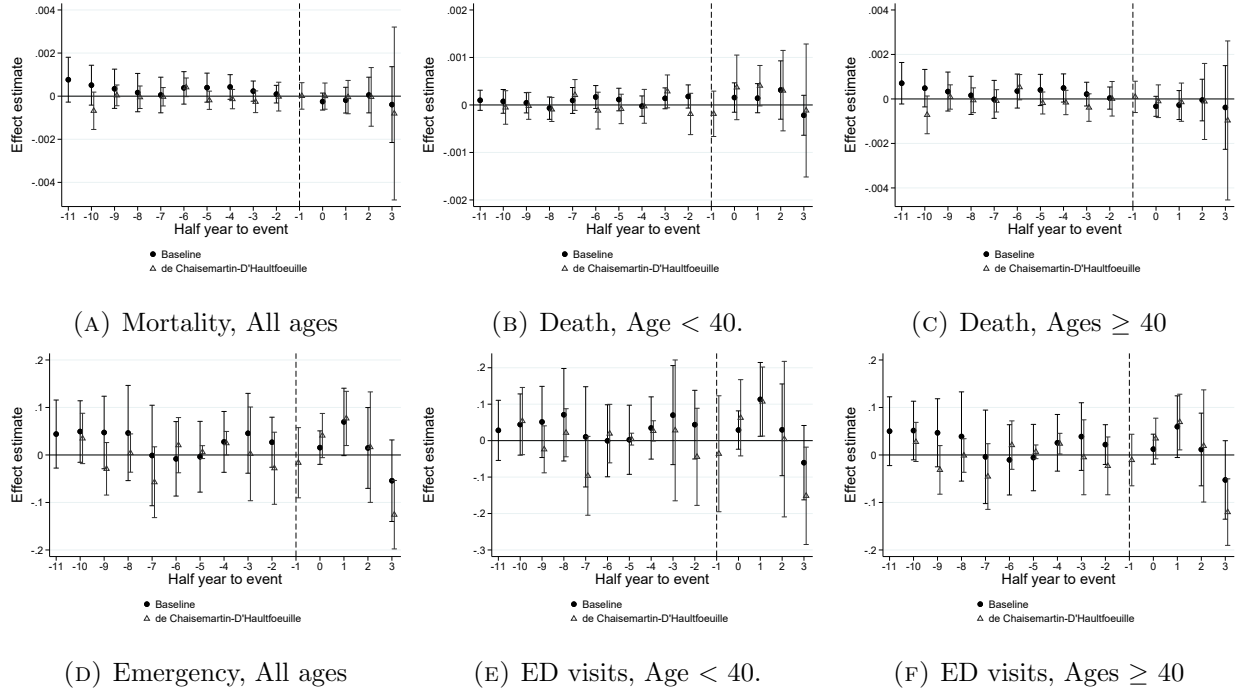 .004
.002
0
-.002
-.004
Effect estimate
-11 -10 -9 -8 -7 -6 -5 -4 -3 -2 -1 0 1 2 3
Half year to event
Baseline
de Chaisemartin-D'Haultfoeuille
(A) Mortality, All ages
.002
.001
0
-.001
-.002
Effect estimate
-11 -10 -9 -8 -7 -6 -5 -4 -3 -2 -1 0 1 2 3
Half year to event
Baseline
de Chaisemartin-D'Haultfoeuille
(B) Death, Age < 40.
.004
.002
0
-.002
-.004
Effect estimate
-11 -10 -9 -8 -7 -6 -5 -4 -3 -2 -1 0 1 2 3
Half year to event
Baseline
de Chaisemartin-D'Haultfoeuille
(C) Death, Ages ≥ 40
.2
.1
0
-.1
-.2
Effect estimate
-11 -10 -9 -8 -7 -6 -5 -4 -3 -2 -1 0 1 2 3
Half year to event
Baseline
de Chaisemartin-D'Haultfoeuille
(D) Emergency, All ages
.2
.1
0
-.1
-.2
-.3
Effect estimate
-11 -10 -9 -8 -7 -6 -5 -4 -3 -2 -1 0 1 2 3
Half year to event
Baseline
de Chaisemartin-D'Haultfoeuille
(E) ED visits, Age < 40.
.2
.1
0
-.1
-.2
Effect estimate
-11 -10 -9 -8 -7 -6 -5 -4 -3 -2 -1 0 1 2 3
Half year to event
Baseline
de Chaisemartin-D'Haultfoeuille
(F) ED visits, Ages ≥ 40